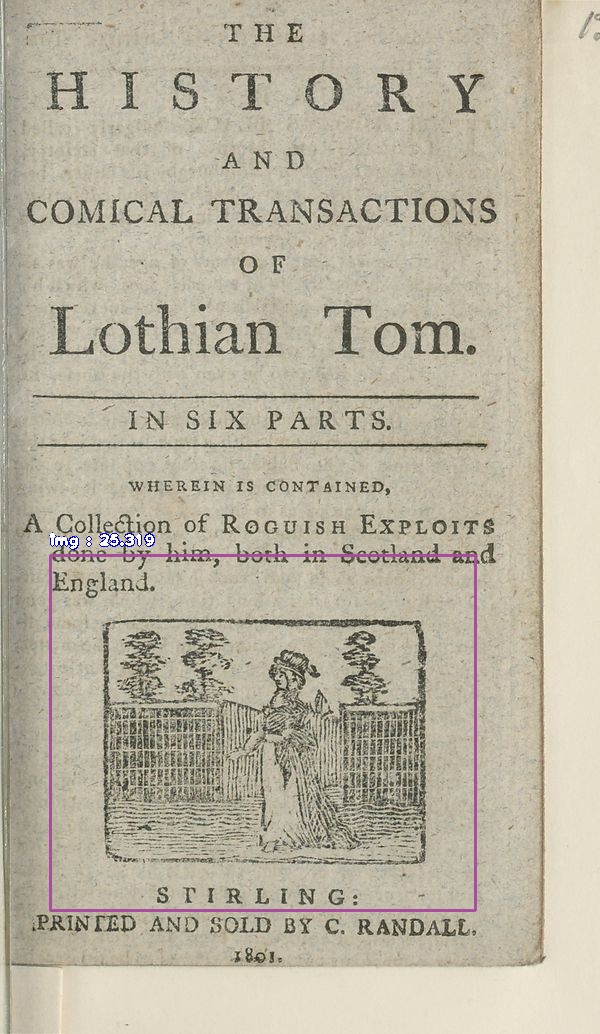 THE
HISTORY
AND
COMICAL TRANSACTIONS
OF
Lothian Tom.
IN SIX PARTS.
WHEREIN IS CONTAINED,
A Collection of ROGUISH EXPLOITS
img : 25.319
done by him, both in Scotland and
England.
STIRLING:
PRINTED AND SOLD BY C. RANDALL.
1801.